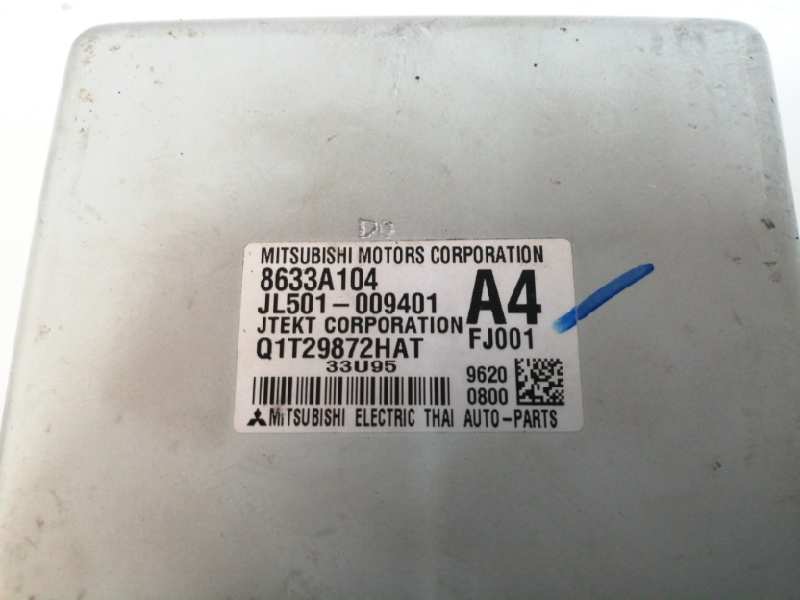 MITSUBISHI MOTORS CORPORATION
8633A104
JL501-009401
A4
JTEKT CORPORATION
FJ001
Q1T29872HAT
33U95
9620
0800
MITSUBISHI ELECTRIC THAI AUTO-PARTS